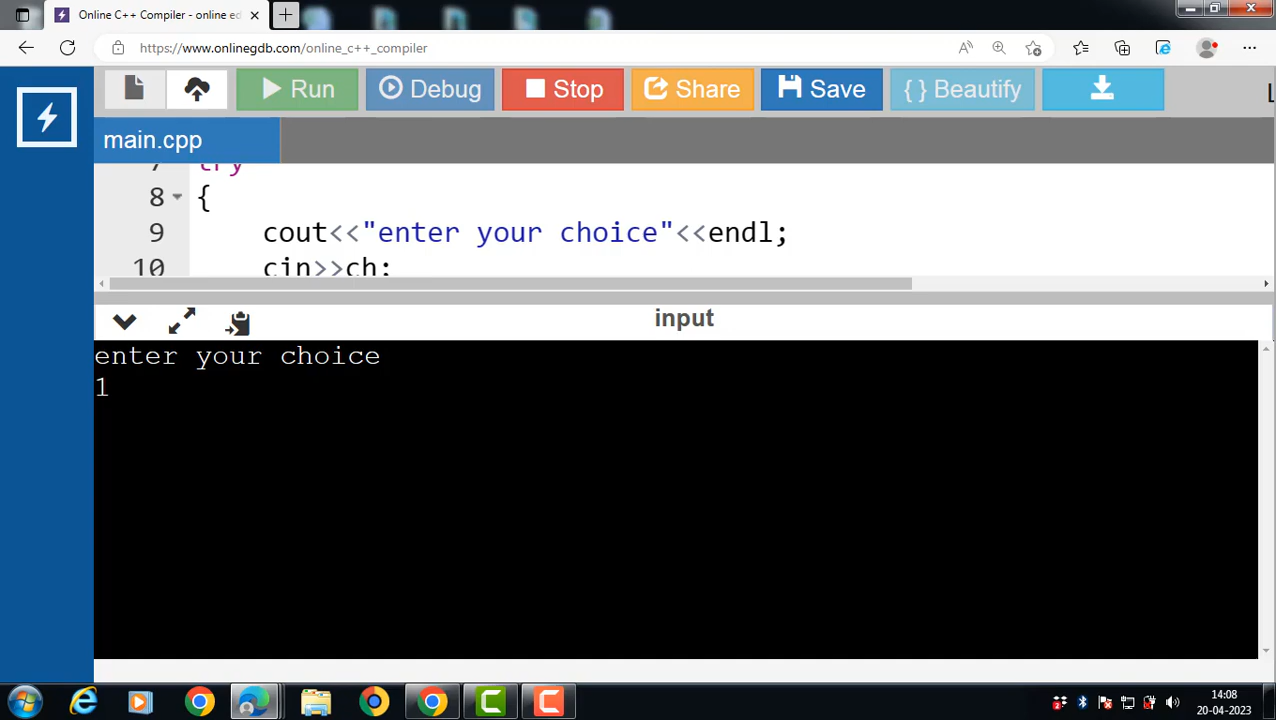 Online C++ Compiler - online ed
https://www.onlinegdb.com/online_c++_compiler
Run Debug Stop Share Save { } Beautify
main.cpp
7 try
8 {
9 cout<<"enter your choice"<<endl;
10 cin>>ch;
input
enter your choice
1
14:08
20-04-2023